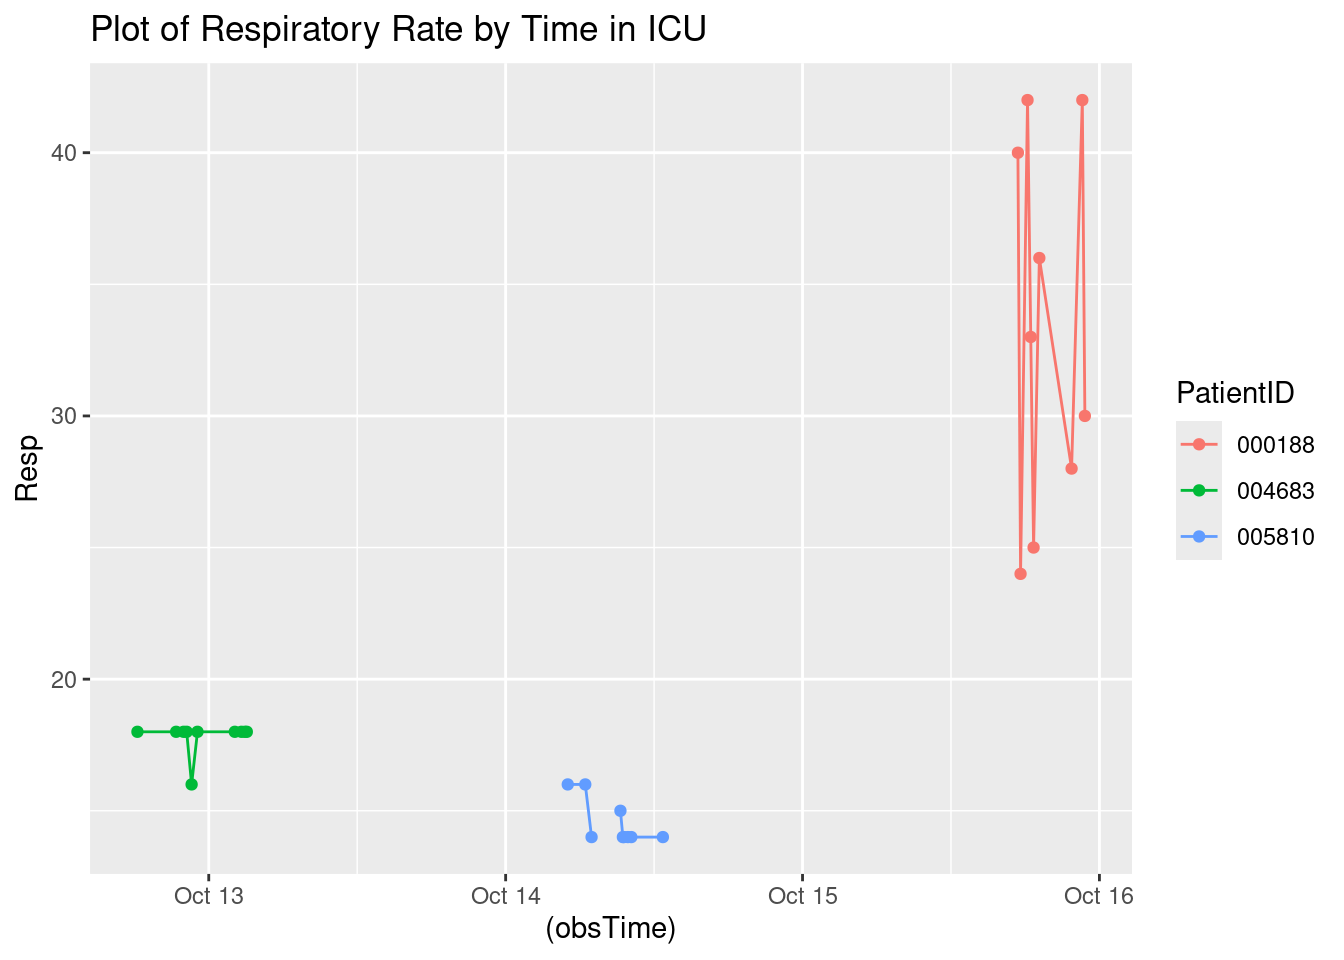 Plot of Respiratory Rate by Time in ICU
40
30
20
Resp
Oct 13
Oct 14
Oct 15
Oct 16
(obsTime)
PatientID
000188
004683
005810